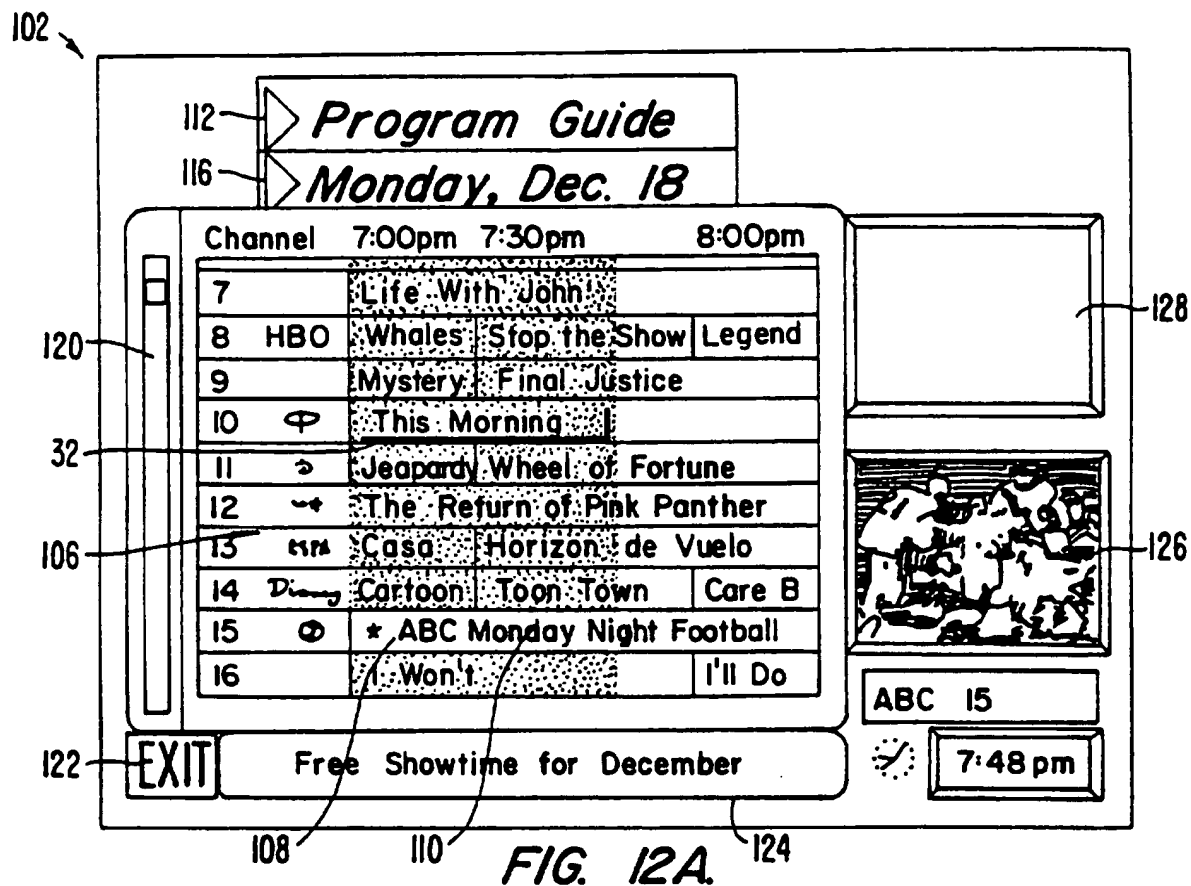 102
112 Program Guide
116 Monday, Dec. 18
Channel 7:00pm 7:30pm 8:00pm
7 Life With John
8 HBO Whales Stop the Show Legend
128
120
9 Mystery Final Justice
10 This Morning
32
11 Jeapardy Wheel of Fortune
12 The Return of Pink Panther
106
13 ESPN Casa Horizon de Vuelo
126
14 Disney Cartoon Toon Town Care B
15 * ABC Monday Night Football
16 I Won't I'll Do
ABC 15
122 EXIT Free Showtime for December 7:48 pm
108 110 124
FIG. 12A.